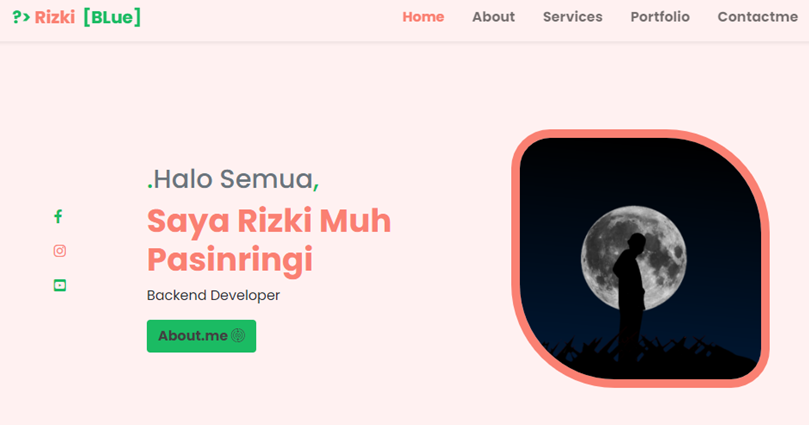 ?> Rizki [BLue]
Home About Services Portfolio Contactme
.Halo Semua,
Saya Rizki Muh
Pasinringi
Backend Developer
About.me